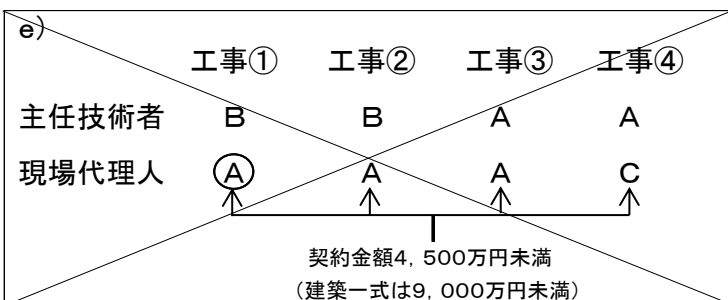 e)
工事① 工事② 工事③ 工事④
主任技術者 B B A A
現場代理人 A A A C
契約金額4，500万円未満
（建築一式は9，000万円未満）